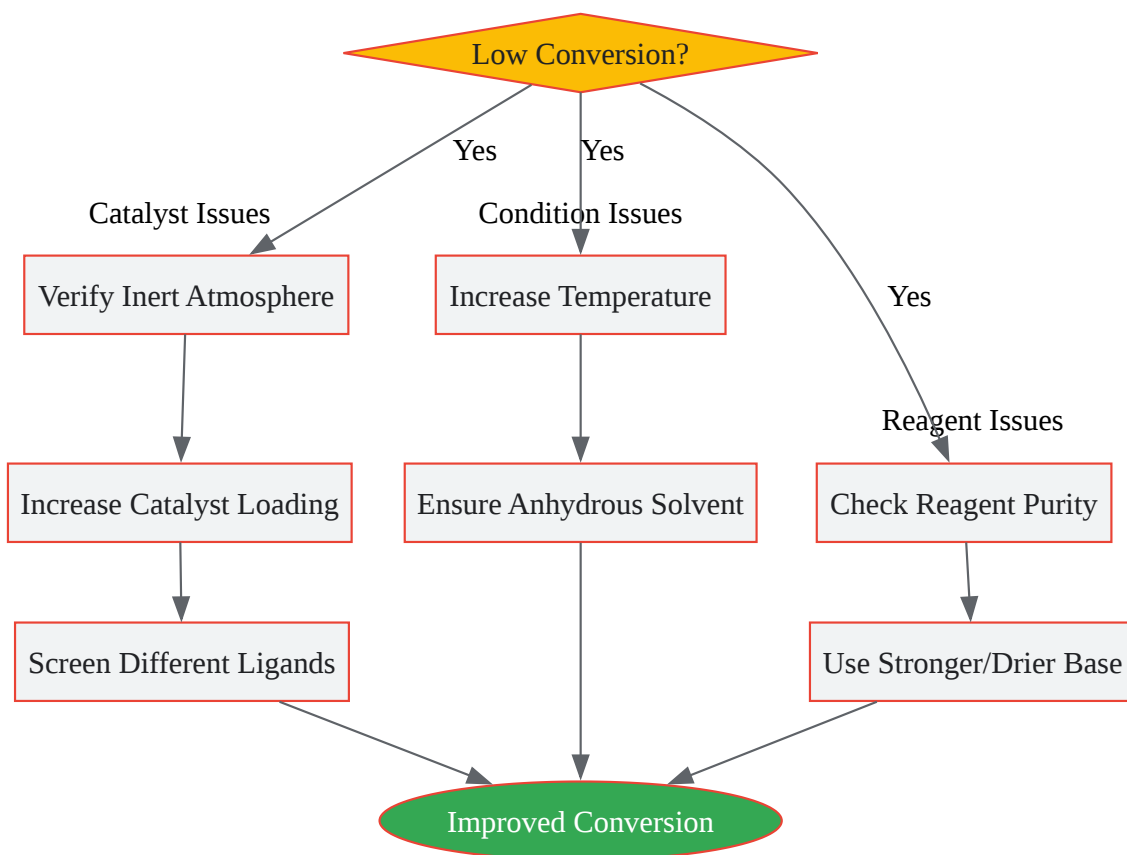 Low Conversion?
Yes
Yes
Catalyst Issues
Condition Issues
Verify Inert Atmosphere
Increase Temperature
Yes
Reagent Issues
Increase Catalyst Loading
Ensure Anhydrous Solvent
Check Reagent Purity
Screen Different Ligands
Use Stronger/Drier Base
Improved Conversion